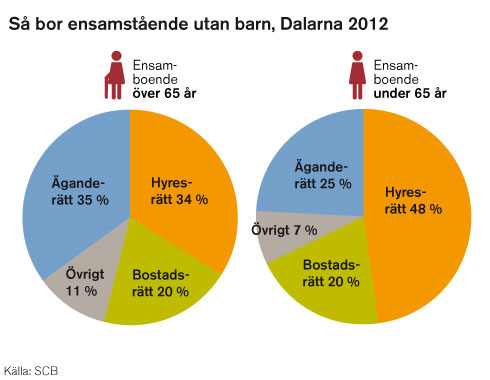 Så bor ensamstående utan barn, Dalarna 2012
Ensam-
boende
över 65 år
Ensam-
boende
under 65 år
Ägande-
rätt 35 %
Hyres-
rätt 34 %
Övrigt
11 %
Bostads-
rätt 20 %
Ägande-
rätt 25 %
Hyres-
rätt 48 %
Övrigt 7 %
Bostads-
rätt 20 %
Källa: SCB